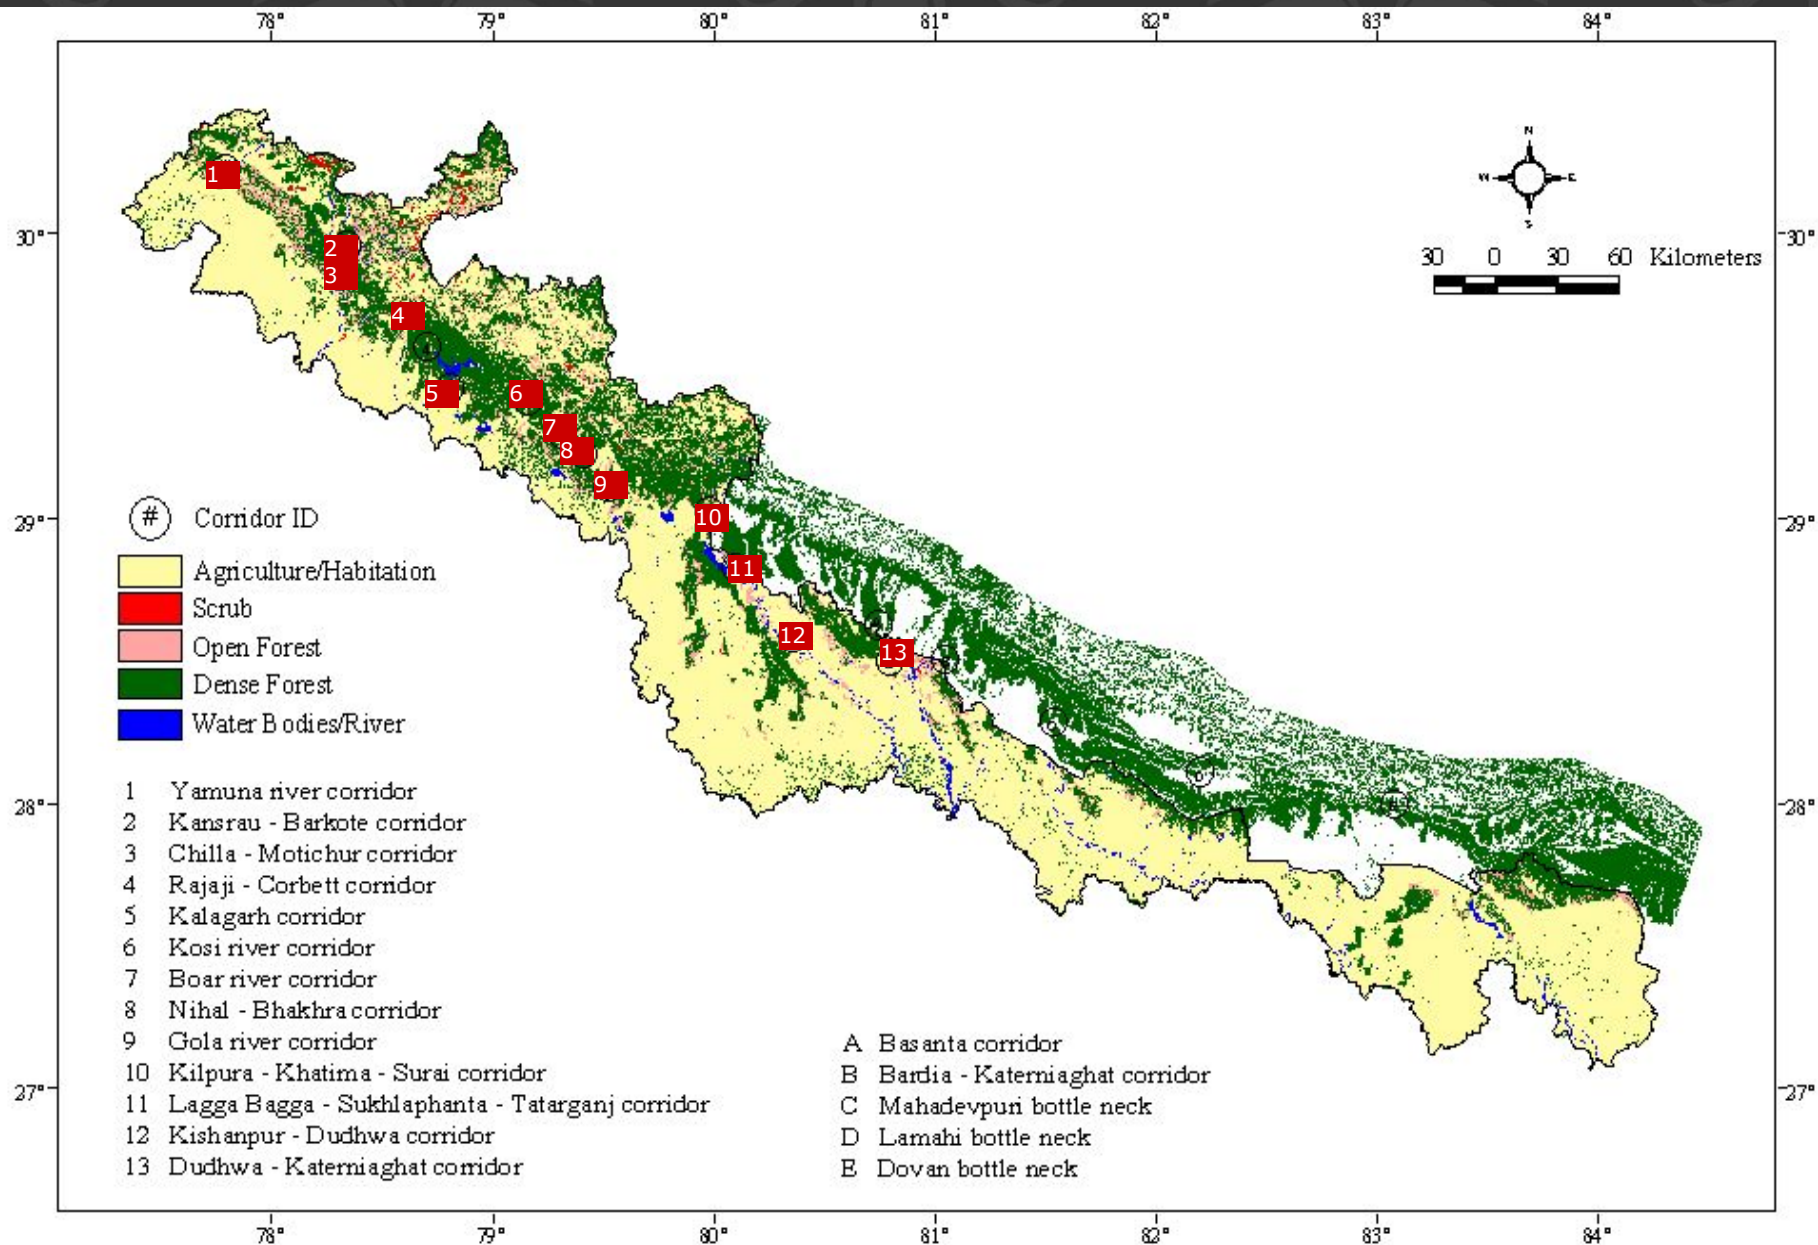 78° 79° 80° 81° 82° 83° 84°
N
W E
S
30° 30°
30 0 30 60 Kilometers
1
2
3
4
5 6
7
8
9
10
11
12
13
29° 29°
# Corridor ID
Agriculture/Habitation
Scrub
Open Forest
Dense Forest
Water Bodies/River
28° 28°
1 Yamuna river corridor
2 Kansrau - Barkote corridor
3 Chilla - Motichur corridor
4 Rajaji - Corbett corridor
5 Kalagarh corridor
6 Kosi river corridor
7 Boar river corridor
8 Nihal - Bhakhra corridor
9 Gola river corridor
10 Kilpura - Khatima - Surai corridor
11 Lagga Bagga - Sukhlaphanta - Tatarganj corridor
12 Kishanpur - Dudhwa corridor
13 Dudhwa - Katerniaghat corridor
A Basanta corridor
B Bardia - Katerniaghat corridor
C Mahadevpuri bottle neck
D Lamahi bottle neck
E Dovan bottle neck
27° 27°
78° 79° 80° 81° 82° 83° 84°